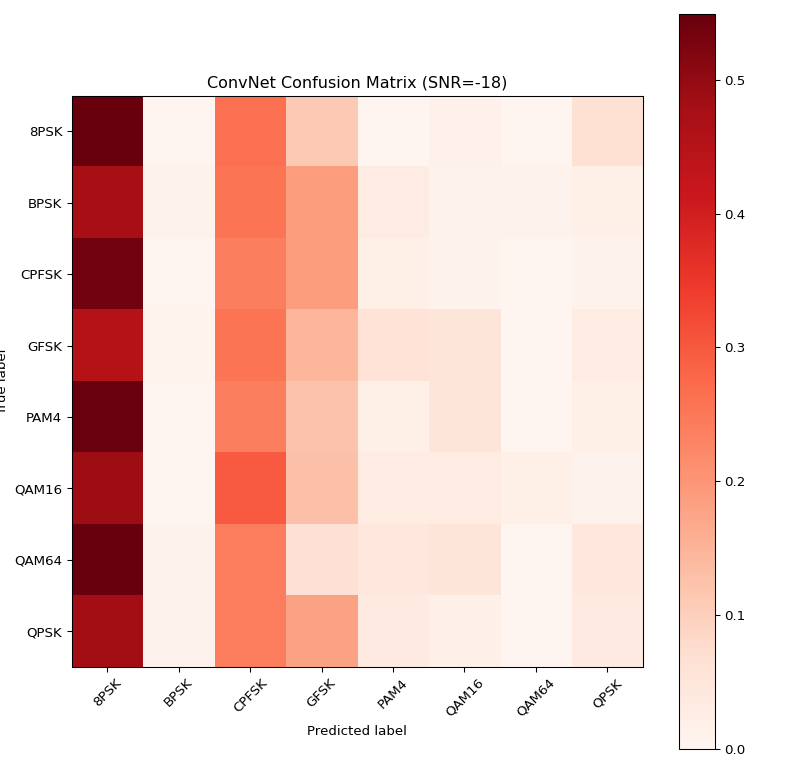 ConvNet Confusion Matrix (SNR=-18)
8PSK
BPSK
CPFSK
GFSK
PAM4
QAM16
QAM64
QPSK
label
8PSK
BPSK
CPFSK
GFSK
PAM4
QAM16
QAM64
QPSK
Predicted label
0.5
0.4
0.3
0.2
0.1
0.0